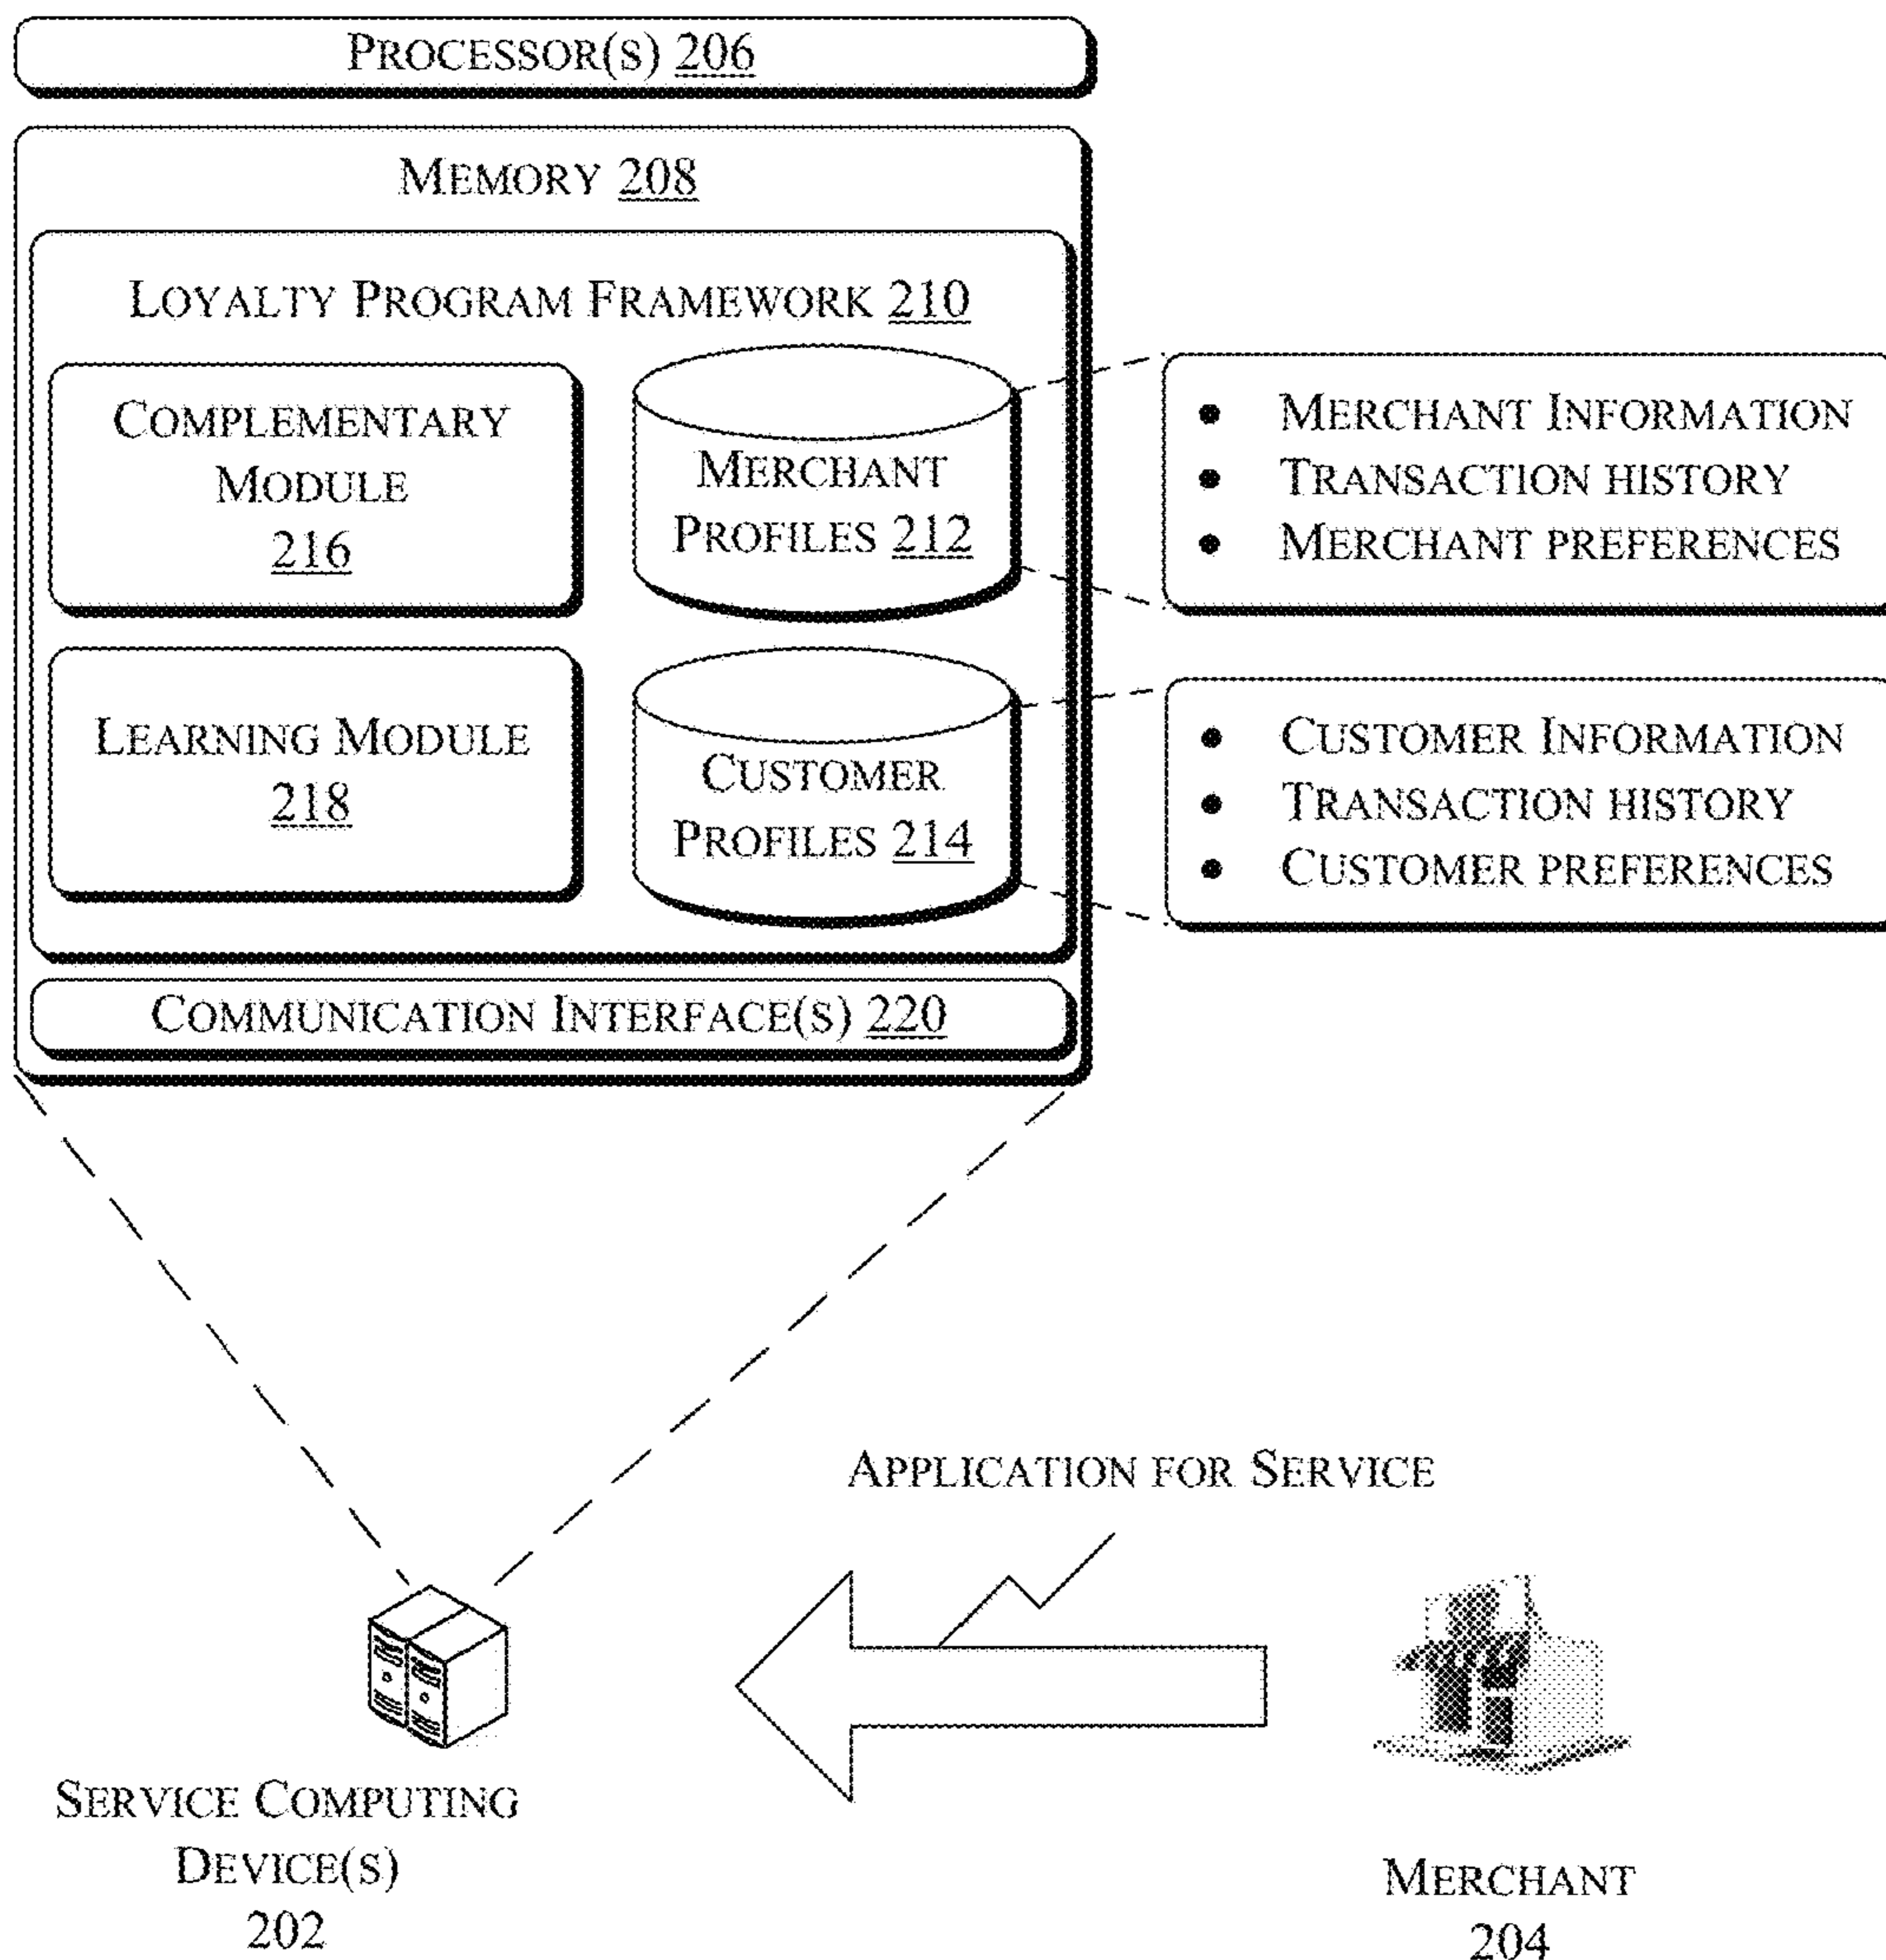 PROCESSOR(S) 206
MEMORY 208
LOYALTY PROGRAM FRAMEWORK 210
COMPLEMENTARY
MODULE
216
MERCHANT
PROFILES 212
• MERCHANT INFORMATION
• TRANSACTION HISTORY
• MERCHANT PREFERENCES
LEARNING MODULE
218
CUSTOMER
PROFILES 214
• CUSTOMER INFORMATION
• TRANSACTION HISTORY
• CUSTOMER PREFERENCES
COMMUNICATION INTERFACE(S) 220
APPLICATION FOR SERVICE
SERVICE COMPUTING
DEVICE(S)
202
MERCHANT
204